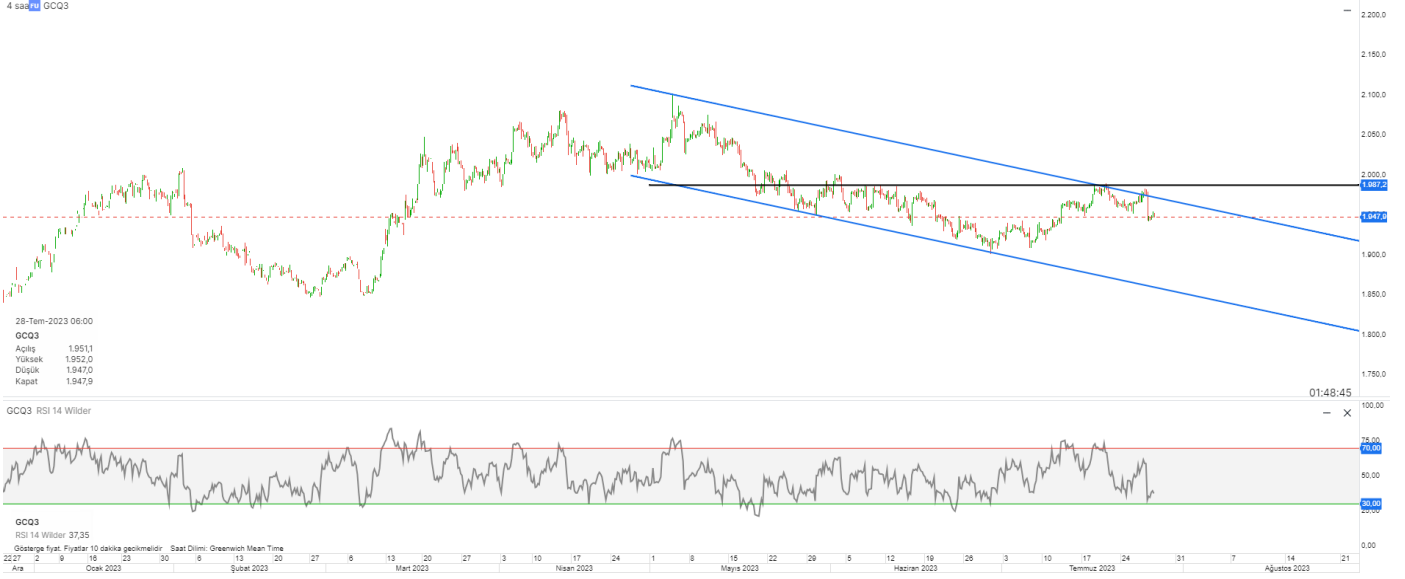 4 saa FU GCQ3
2.200,0
2.150,0
2.100,0
2.050,0
2.000,0
1.987,2
1.947,9
1.900,0
1.850,0
1.800,0
1.750,0
28-Tem-2023 06:00
GCQ3
Açılış 1.951,1
Yüksek 1.952,0
Düşük 1.947,0
Kapat 1.947,9
01:48:45
GCQ3 RSI 14 Wilder
100,00
75,00
70,00
50,00
30,00
25,00
0,00
GCQ3
RSI 14 Wilder 37,35
Gösterge fiyat. Fiyatlar 10 dakika gecikmelidir Saat Dilimi: Greenwich Mean Time
22 27 2 9 16 23 30 6 13 20 27 6 13 20 27 3 10 17 24 1 8 15 22 29 5 12 19 26 3 10 17 24 31 7 14 21
Ara Ocak 2023 Şubat 2023 Mart 2023 Nisan 2023 Mayıs 2023 Haziran 2023 Temmuz 2023 Ağustos 2023